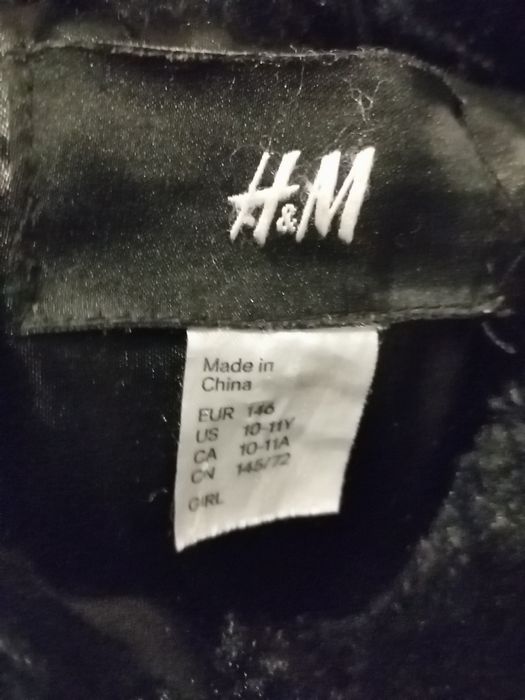 H&M
Made in
China
EUR 146
US 10-11Y
CA 10-11A
CN 145/72
GIRL